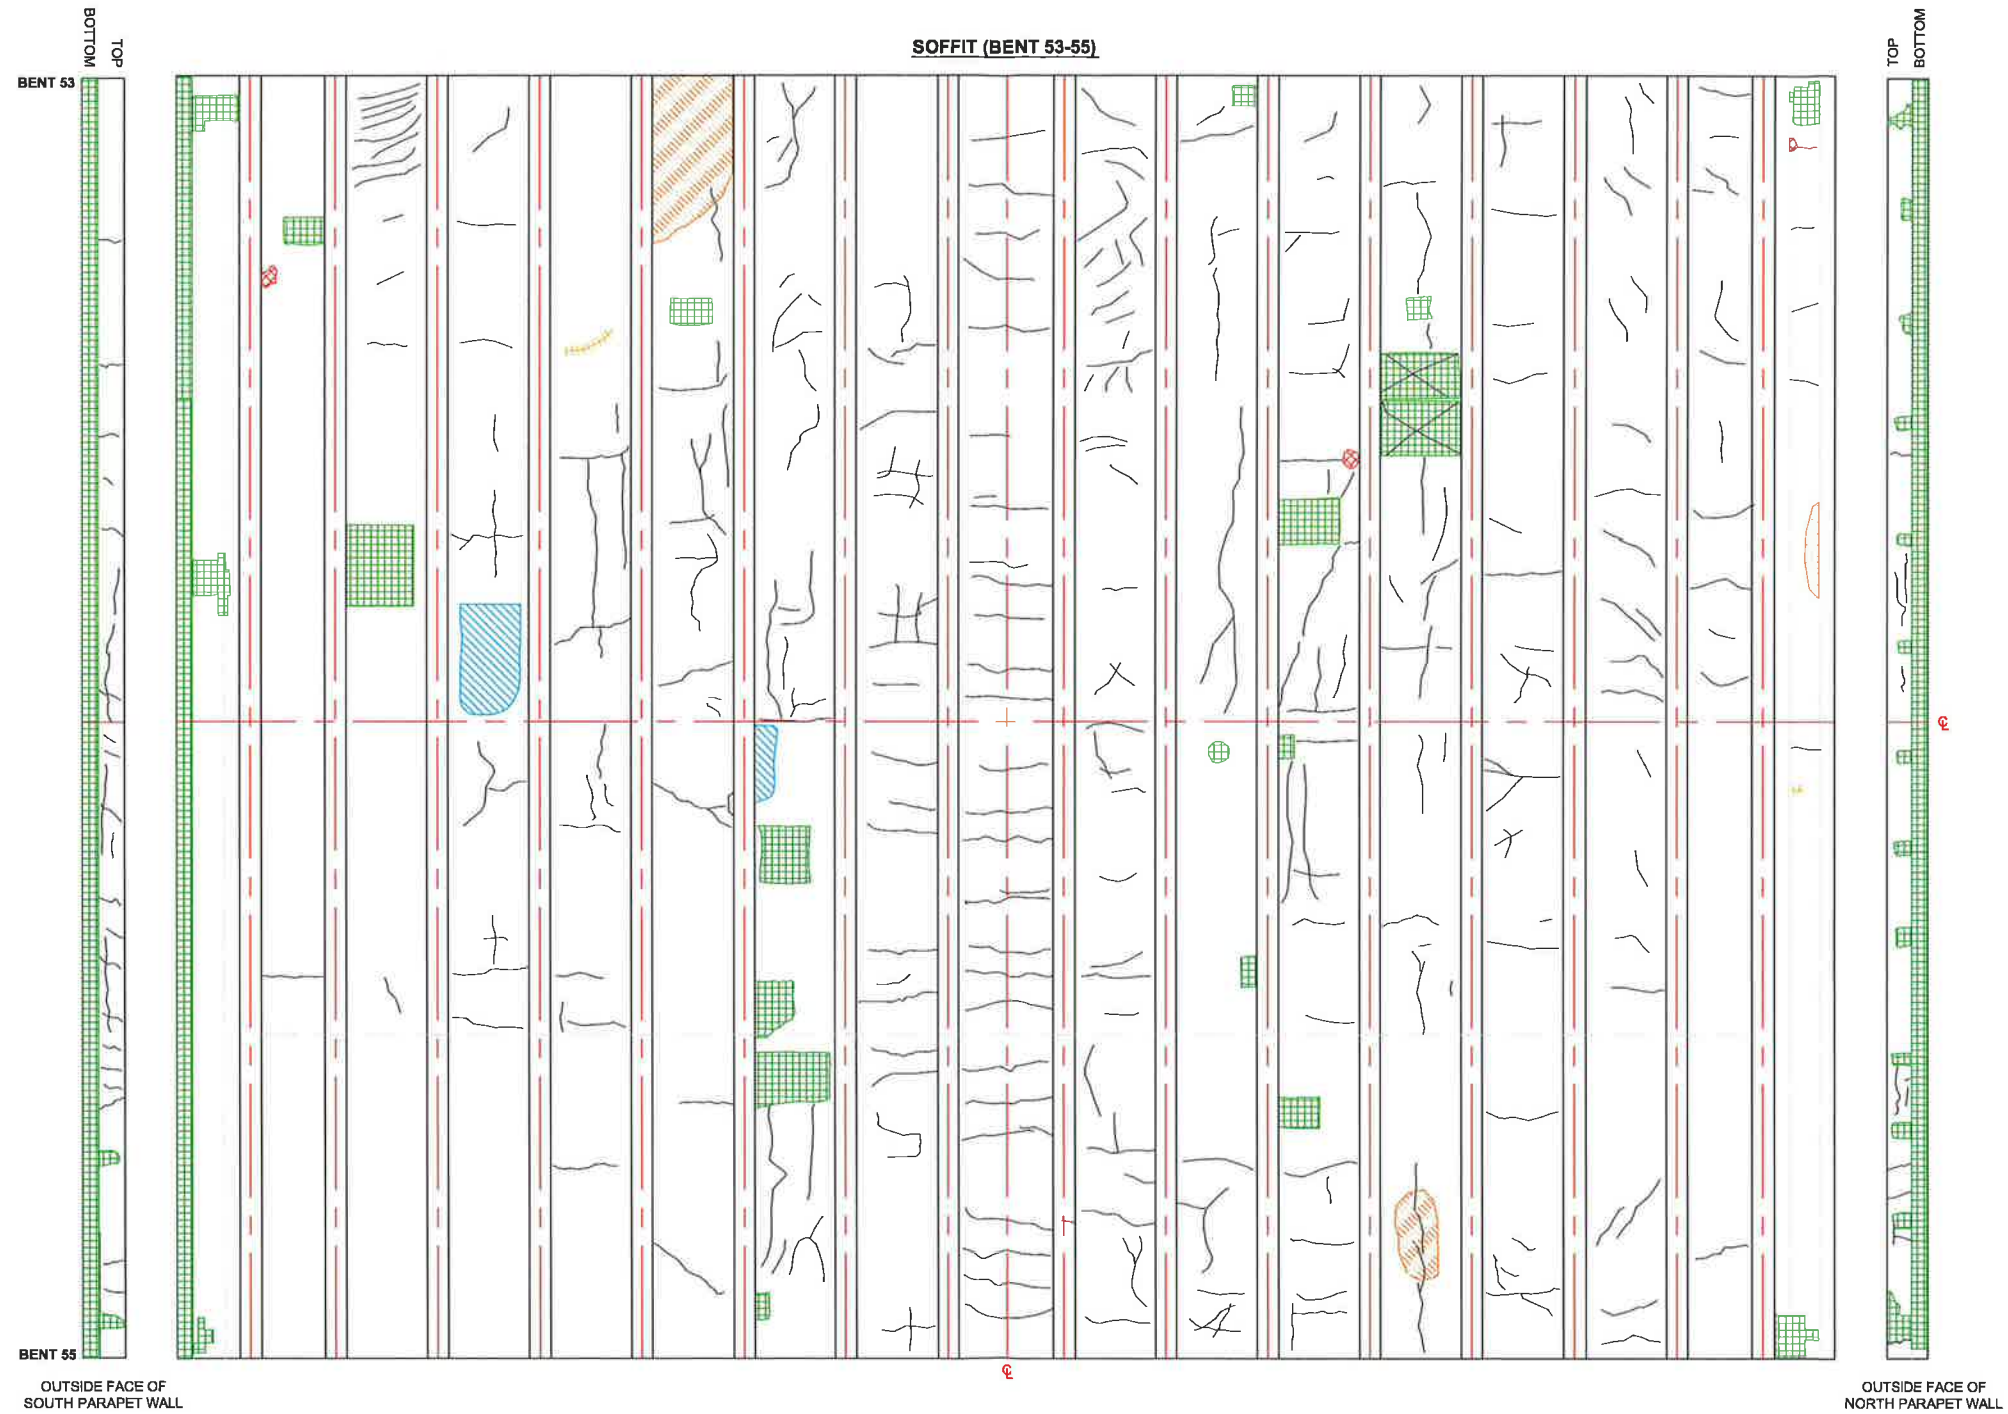 SOFFIT (BENT 53-55)
BOTTOM
TOP
TOP
BOTTOM
BENT 53
℄
BENT 55
℄
OUTSIDE FACE OF
SOUTH PARAPET WALL
OUTSIDE FACE OF
NORTH PARAPET WALL